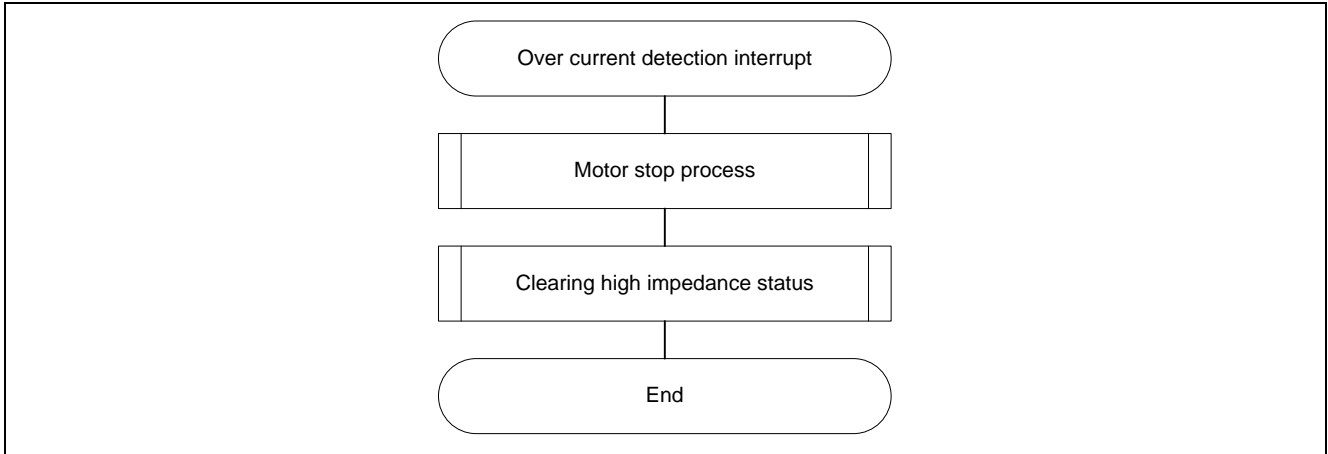 Over current detection interrupt
Motor stop process
Clearing high impedance status
End